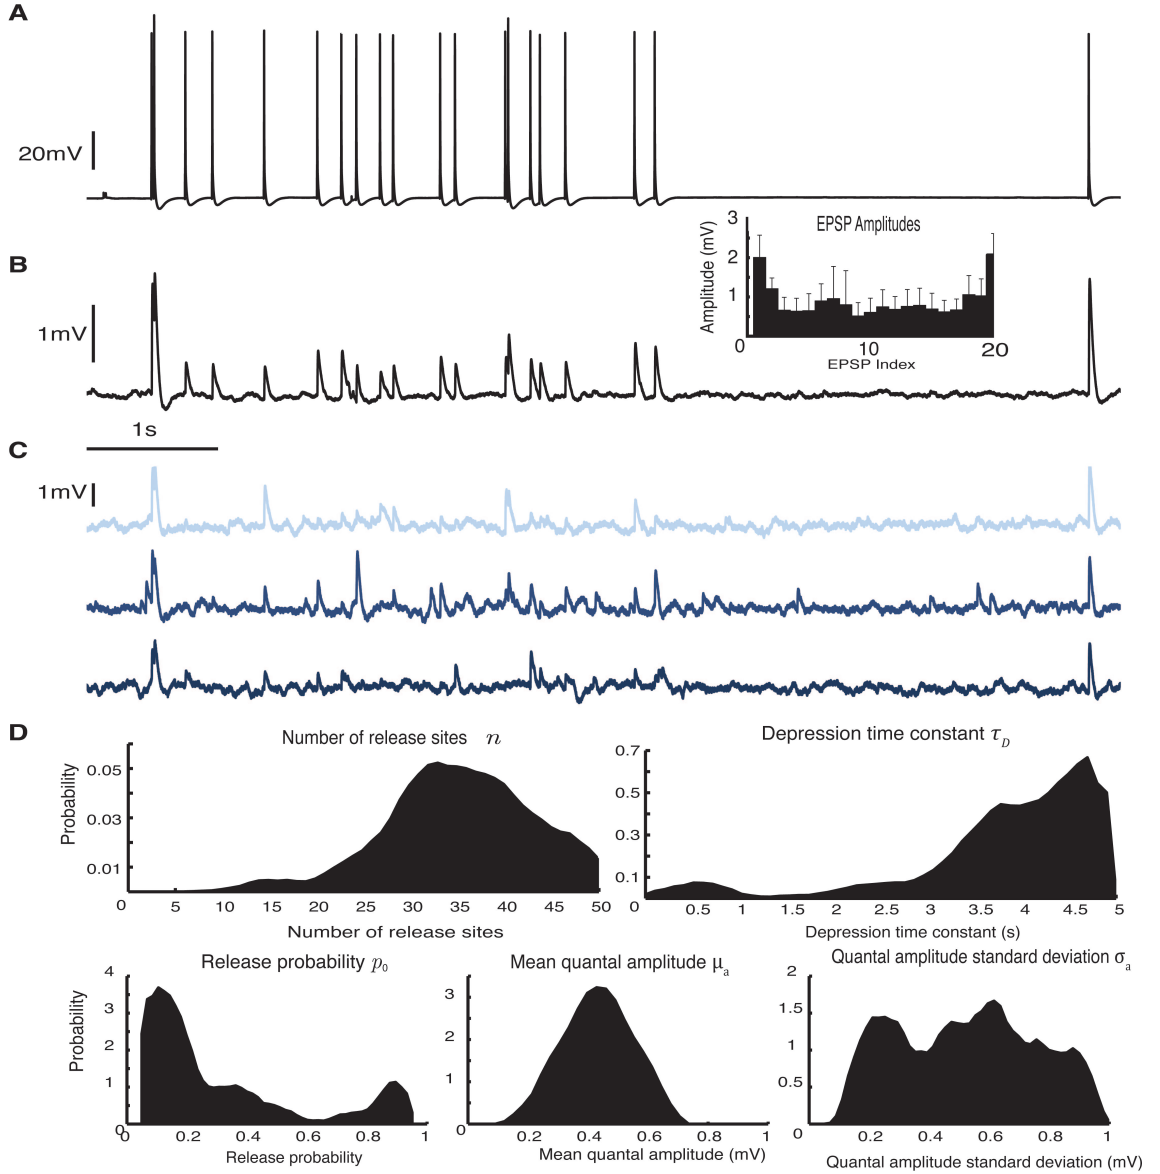 A
20mV
B
1mV
3
2
1
0
Amplitude (mV)
EPSP Amplitudes
10
20
EPSP Index
C
1s
1mV
D
Number of release sites n
0.05
0.03
0.01
Probability
0 5 10 15 20 25 30 35 40 45 50
Number of release sites
Depression time constant τD
0.7
0.5
0.3
0.1
0 0.5 1 1.5 2 2.5 3 3.5 4 4.5 5
Depression time constant (s)
Release probability p0
4
3
2
1
0
Probability
0 0.2 0.4 0.6 0.8 1
Release probability
Mean quantal amplitude μa
3
2
1
0 0.2 0.4 0.6 0.8 1
Mean quantal amplitude (mV)
Quantal amplitude standard deviation σa
2
1.5
1
0.5
0 0.2 0.4 0.6 0.8 1
Quantal amplitude standard deviation (mV)